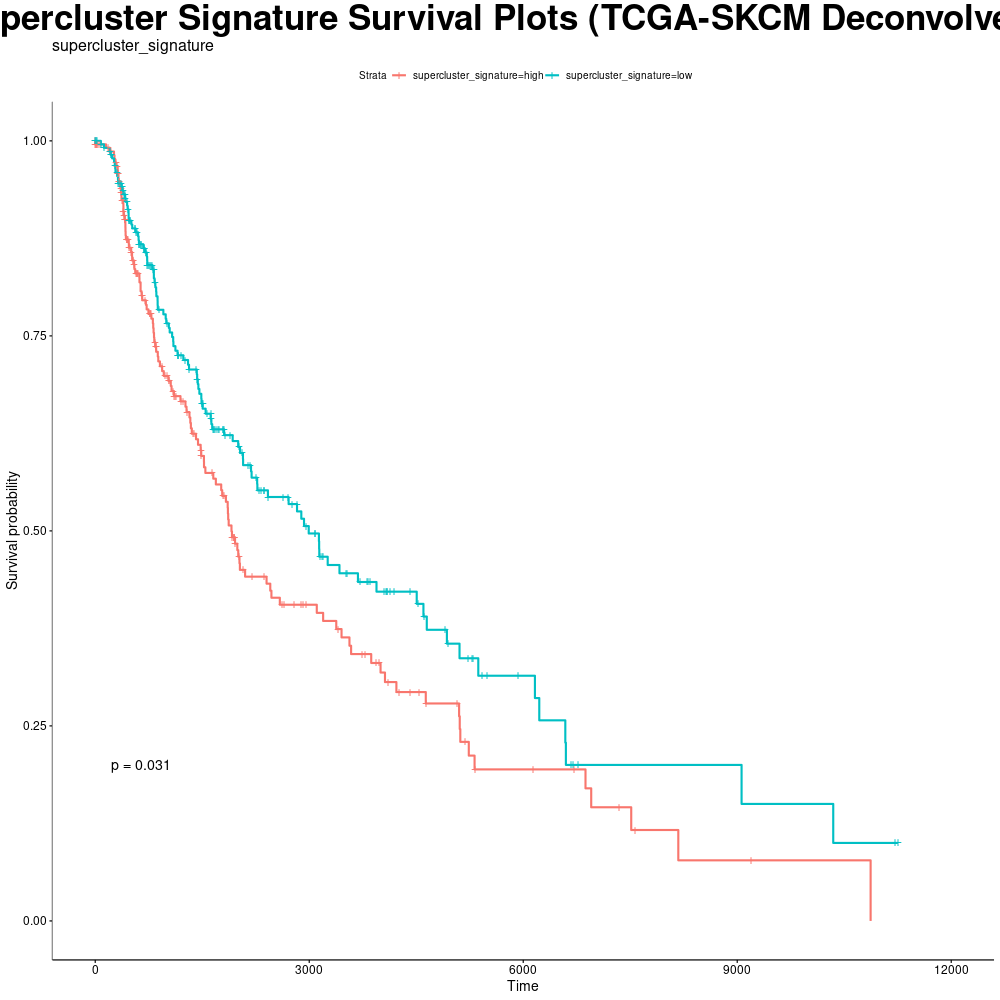 percluster Signature Survival Plots (TCGA-SKCM Deconvolve
supercluster_signature
Strata supercluster_signature=high supercluster_signature=low
1.00
0.75
0.50
0.25
0.00
Survival probability
p = 0.031
0 3000 6000 9000 12000
Time